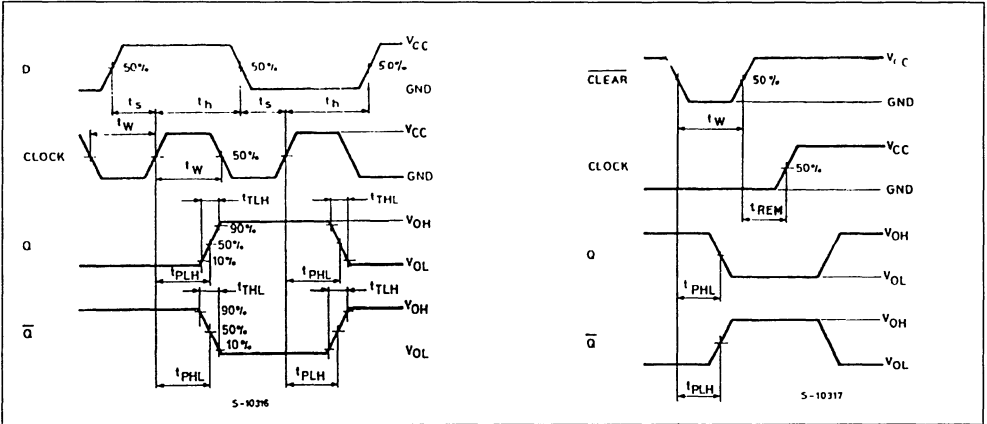 D
50%
50%
50%
VCC
GND
ts
th
ts
th
tW
CLOCK
tW
50%
VCC
GND
tTLH
tTHL
Q
90%
50%
10%
VOH
VOL
tPLH
tPHL
tTHL
tTLH
Q
90%
50%
10%
VOH
VOL
tPHL
tPLH
S-10316
CLEAR
50%
GND
tW
CLOCK
VCC
50%
GND
tREM
Q
VOH
VOL
tPHL
Q
VOH
VOL
tPLH
S-10317